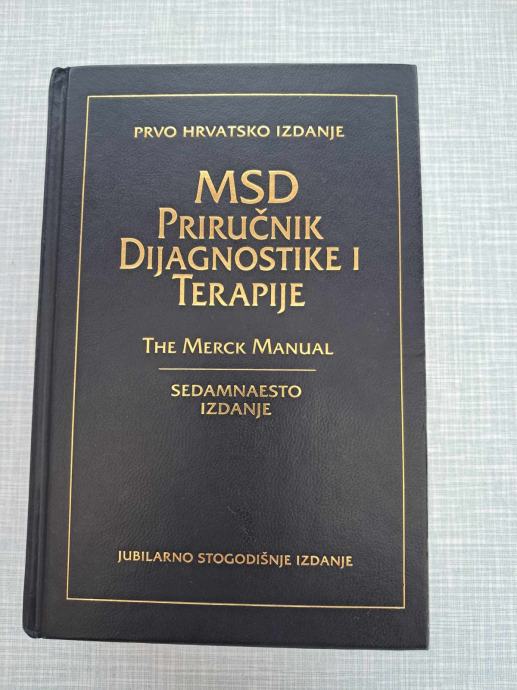 PRVO HRVATSKO IZDANJE
MSD
PRIRUČNIK
DIJAGNOSTIKE I
TERAPIJE
THE MERCK MANUAL
SEDAMNAESTO
IZDANJE
JUBILARNO STOGODIŠNJE IZDANJE